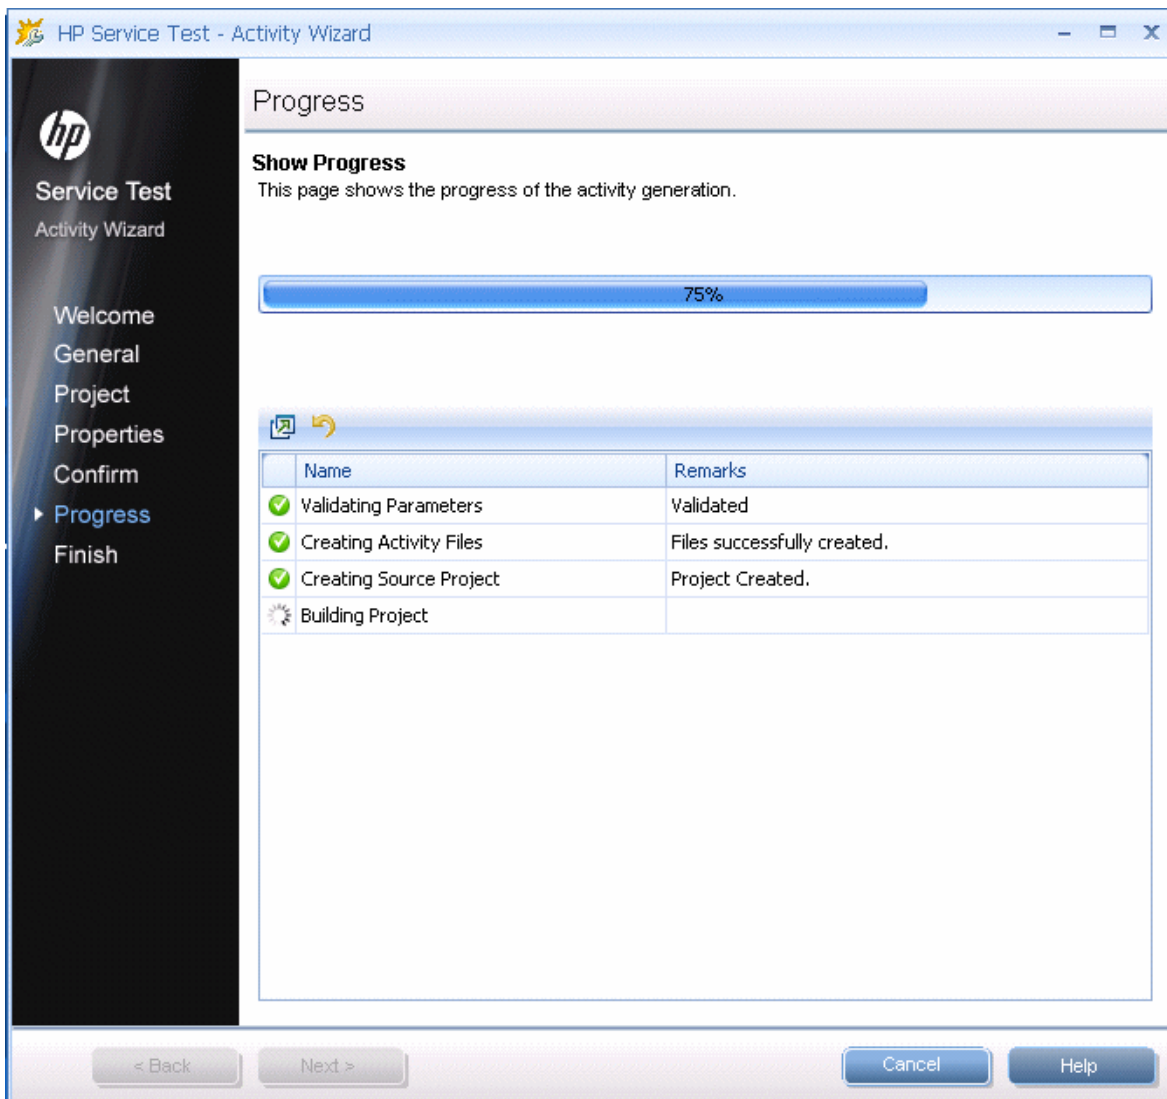 HP Service Test - Activity Wizard
hp
Service Test
Activity Wizard
Welcome
General
Project
Properties
Confirm
Progress
Finish
Progress
Show Progress
This page shows the progress of the activity generation.
75%
Name Remarks
Validating Parameters Validated
Creating Activity Files Files successfully created.
Creating Source Project Project Created.
Building Project
< Back Next > Cancel Help